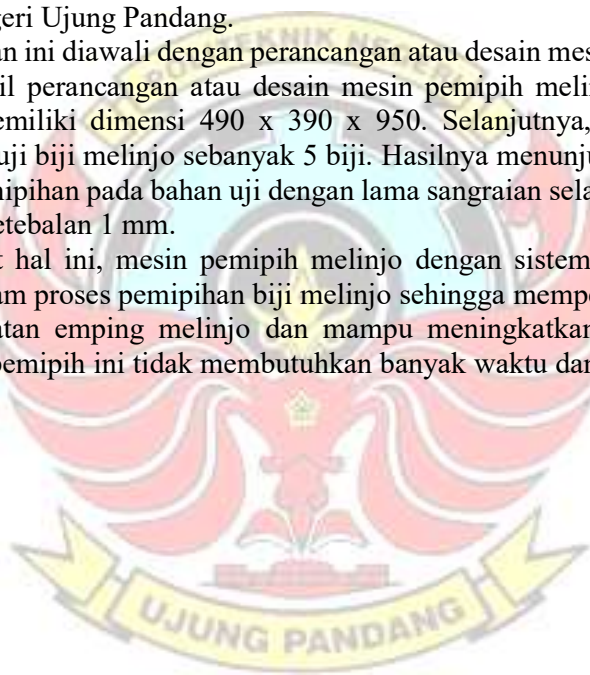 geri Ujung Pandang.
an ini diawali dengan perancangan atau desain mes
il perancangan atau desain mesin pemipih melin
emiliki dimensi 490 x 390 x 950. Selanjutnya,
uji biji melinjo sebanyak 5 biji. Hasilnya menunju
nipihan pada bahan uji dengan lama sangraian sela
etebalan 1 mm.
t hal ini, mesin pemipih melinjo dengan sistem
am proses pemipihan biji melinjo sehingga mempe
atan emping melinjo dan mampu meningkatkan
pemipih ini tidak membutuhkan banyak waktu dan
UJUNG PANDANG